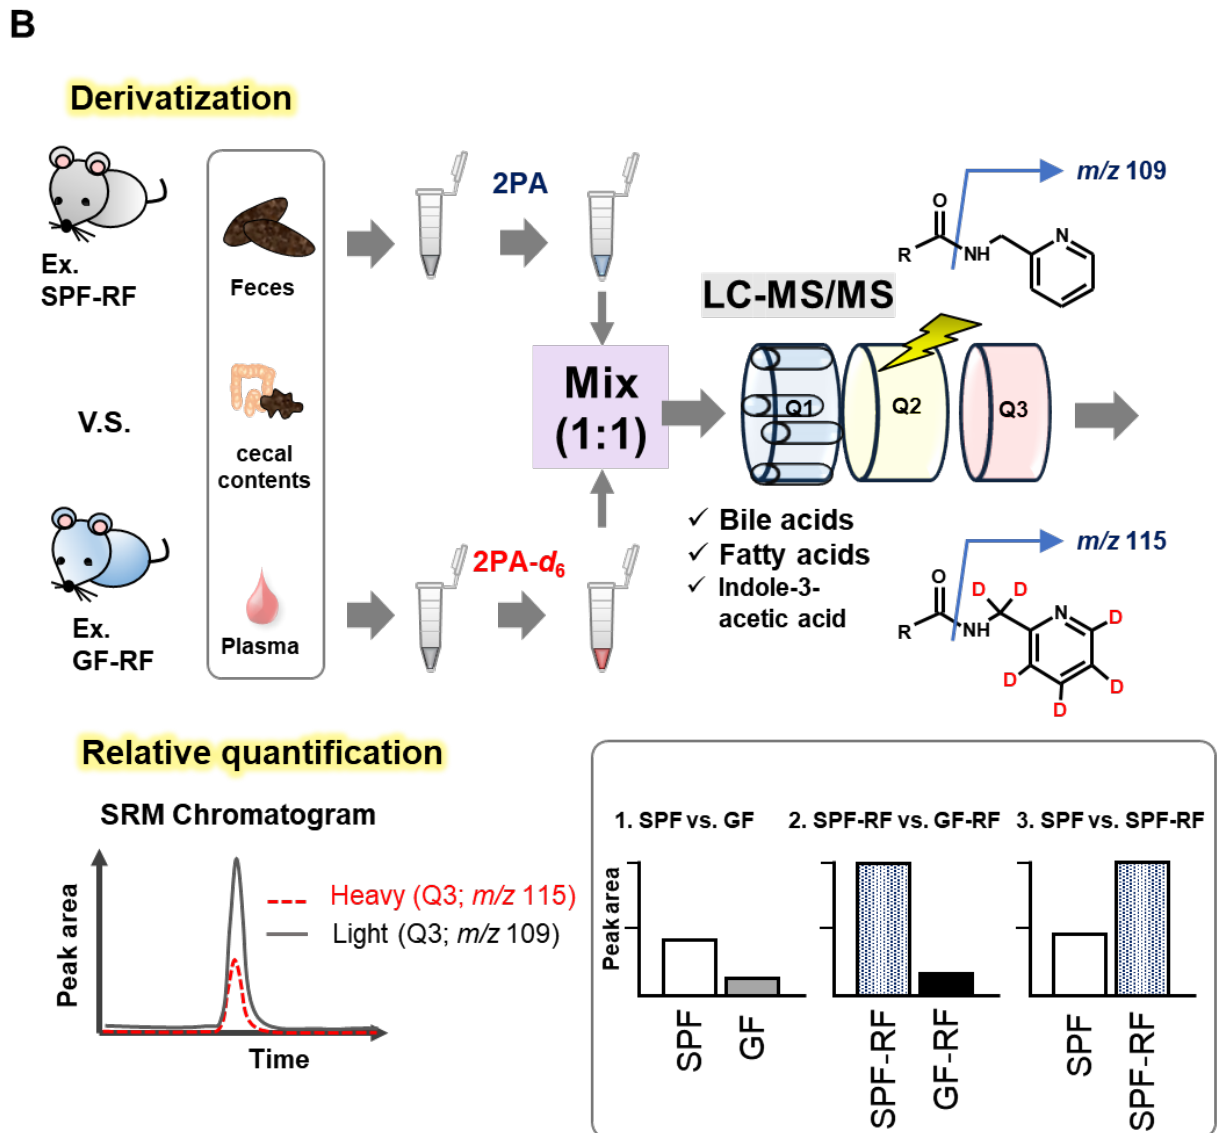 B
Derivatization
Ex.
SPF-RF
V.S.
Ex.
GF-RF
Feces
cecal
contents
Plasma
2PA
2PA-d6
Mix
(1:1)
LC-MS/MS
Q1
Q2
Q3
✓ Bile acids
✓ Fatty acids
✓ Indole-3-
acetic acid
m/z 109
O
R
NH
N
m/z 115
O
D D
R
NH
N
D
D
D
D
Relative quantification
SRM Chromatogram
Peak area
Time
Heavy (Q3; m/z 115)
Light (Q3; m/z 109)
1. SPF vs. GF
Peak area
SPF
GF
2. SPF-RF vs. GF-RF
SPF-RF
GF-RF
3. SPF vs. SPF-RF
SPF
SPF-RF